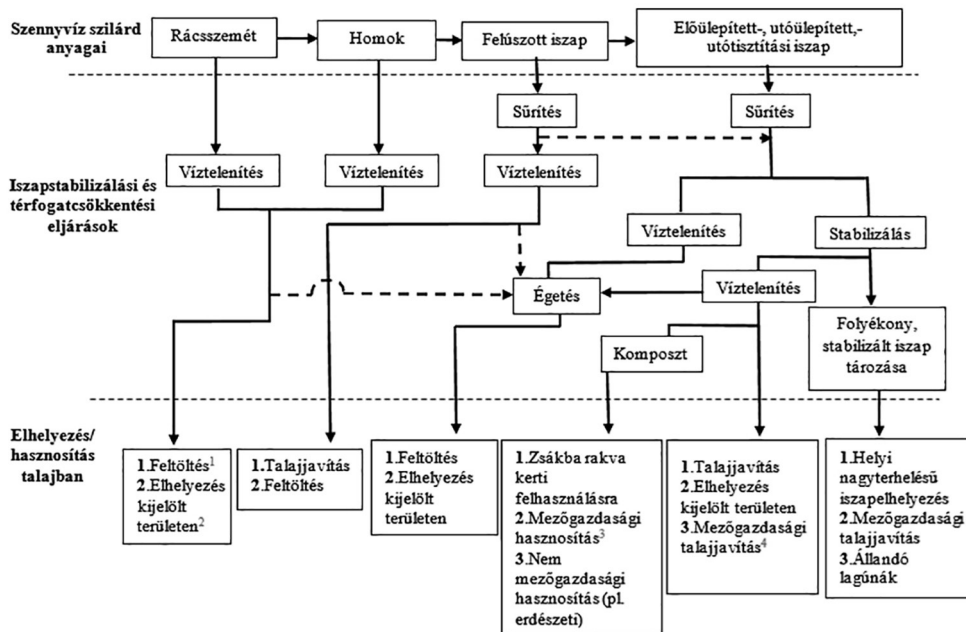 Szennyvíz szilárd
anyagai
Rácsszemét
Homok
Felúszott iszap
Előülepített-, utóülepített,-
utótisztítási iszap
Iszapstabilizálási és
térfogatcsökkentési
eljárások
Sűrítés
Sűrítés
Víztelenítés
Víztelenítés
Víztelenítés
Víztelenítés
Stabilizálás
Égetés
Víztelenítés
Komposzt
Folyékony,
stabilizált iszap
tározása
Elhelyezés/
hasznosítás
talajban
1.Feltöltés¹
2.Elhelyezés
kijelölt
területen²
1.Talajjavítás
2.Feltöltés
1.Feltöltés
2.Elhelyezés
kijelölt
területen
1.Zsákba rakva
kerti
felhasználásra
2.Mezőgazdasági
hasznosítás³
3.Nem
mezőgazdasági
hasznosítás (pl.
erdészeti)
1.Talajjavítás
2.Elhelyezés
kijelölt területen
3.Mezőgazdasági
talajjavítás⁴
1.Helyi
nagyterhelésű
iszapelhelyezés
2.Mezőgazdasági
talajjavítás
3.Állandó
lagúnák